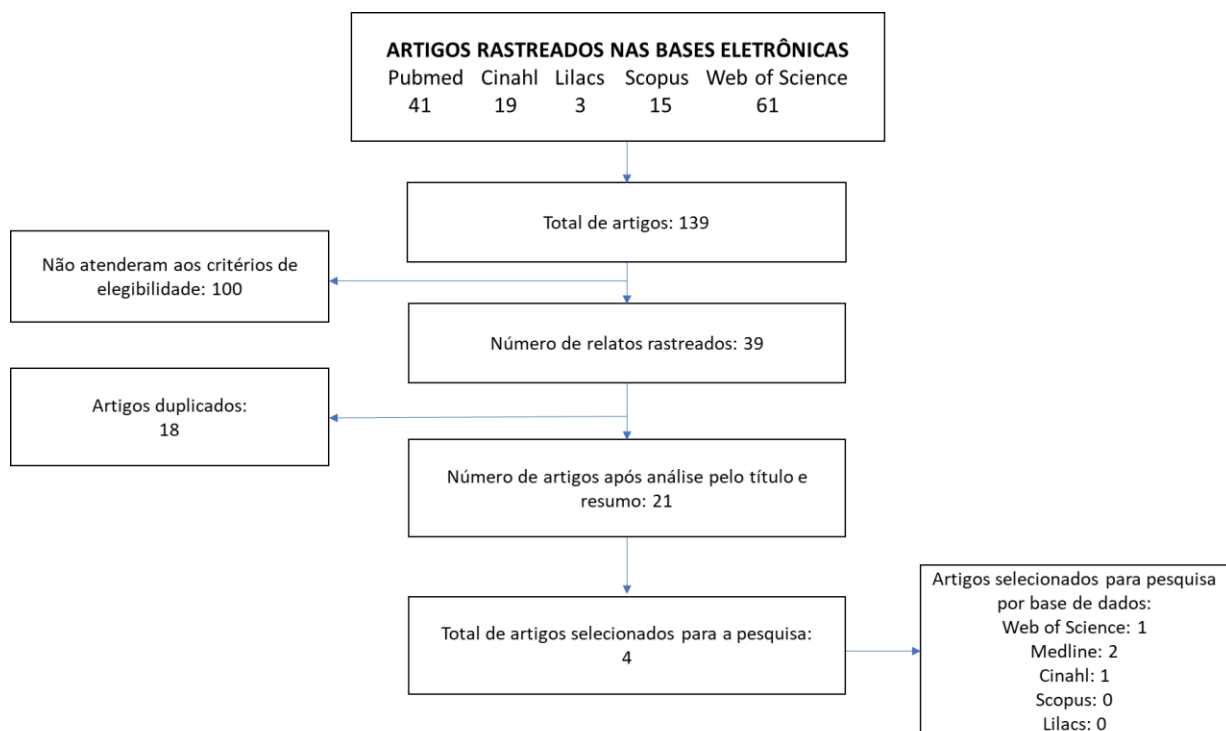 ARTIGOS RASTREADOS NAS BASES ELETRÔNICAS
Pubmed Cinahl Lilacs Scopus Web of Science
41 19 3 15 61
Total de artigos: 139
Não atenderam aos critérios de
elegibilidade: 100
Número de relatos rastreados: 39
Artigos duplicados:
18
Número de artigos após análise pelo título e
resumo: 21
Total de artigos selecionados para a pesquisa:
4
Artigos selecionados para pesquisa
por base de dados:
Web of Science: 1
Medline: 2
Cinahl: 1
Scopus: 0
Lilacs: 0